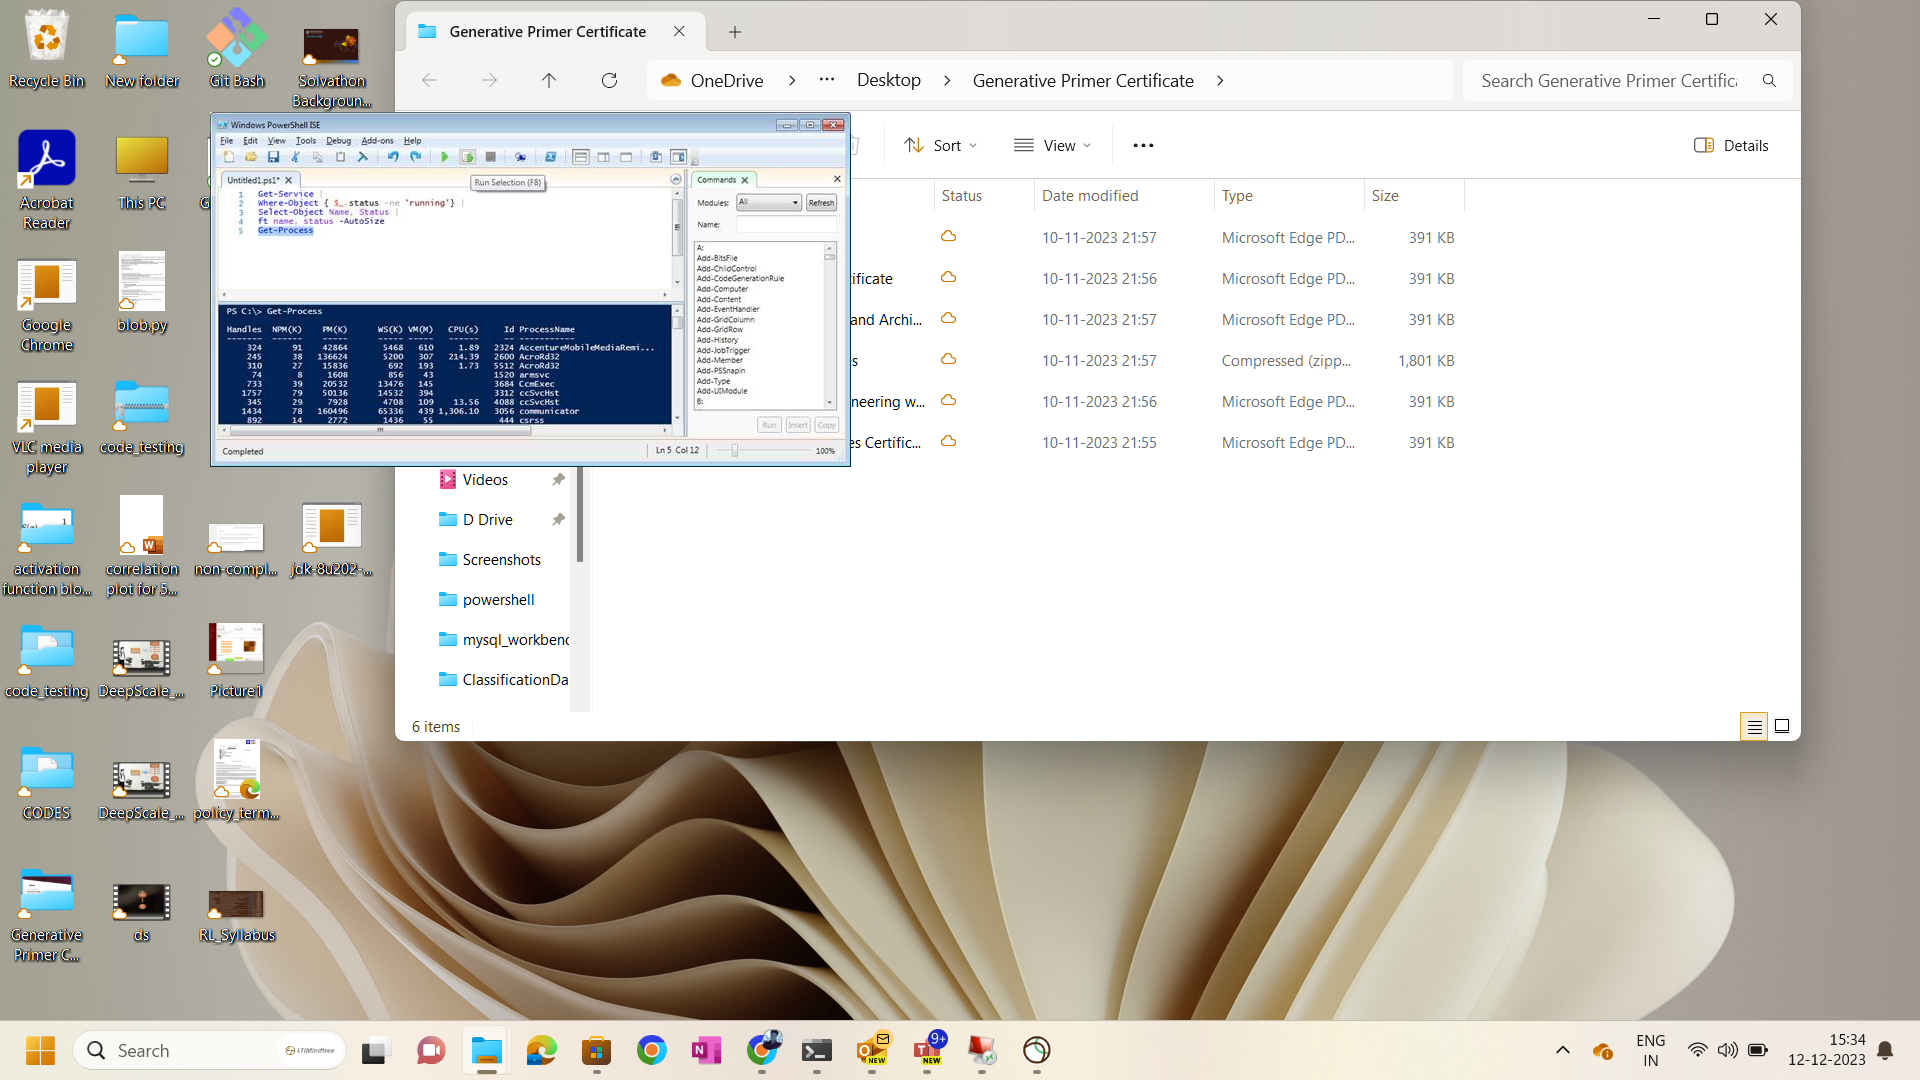 Recycle Bin
New folder
Git Bash
Solvathon
Backgroun...
Acrobat
Reader
This PC
Google
Chrome
blob.py
VLC media
player
code_testing
activation
function blo...
correlation
plot for 5...
non-compl...
jdk-8u202-...
code_testing
DeepScale_...
Picture1
CODES
DeepScale_...
policy_term...
Generative
Primer C...
ds
RL_Syllabus
Generative Primer Certificate
OneDrive
Desktop
Generative Primer Certificate
Search Generative Primer Certific
Sort
View
Details
Status
Date modified
Type
Size
10-11-2023 21:57
Microsoft Edge PD...
391 KB
ificate
10-11-2023 21:56
Microsoft Edge PD...
391 KB
and Archi...
10-11-2023 21:57
Microsoft Edge PD...
391 KB
s
10-11-2023 21:57
Compressed (zipp...
1,801 KB
neering w...
10-11-2023 21:56
Microsoft Edge PD...
391 KB
es Certific...
10-11-2023 21:55
Microsoft Edge PD...
391 KB
Videos
D Drive
Screenshots
powershell
mysql_workbenc
ClassificationDa
6 items
Windows PowerShell ISE
File Edit View Tools Debug Add-ons Help
Untitled1.ps1*
Run Selection (F8)
1 Get-Service |
2 Where-Object { $_.status -ne 'running'} |
3 Select-Object Name, Status |
4 ft name, status -AutoSize
5 Get-Process
PS C:\> Get-Process
Handles NPM(K) PM(K) WS(K) VM(M) CPU(s) Id ProcessName
------- ------ ----- ----- ----- ------ -- -----------
324 91 42864 5468 610 1.89 2324 AccentureMobileMediaRemi...
245 38 136624 5200 307 214.39 2600 AcroRd32
310 27 15836 692 193 1.73 5512 AcroRd32
74 8 1608 856 43 1520 armsvc
733 39 20532 13476 145 3684 CcmExec
1757 79 50136 14532 394 3312 ccSvcHst
345 29 7928 4708 109 13.56 4088 ccSvcHst
1434 78 160496 65336 439 1,306.10 3056 communicator
892 14 2772 1436 55 444 csrss
Commands
Modules: All Refresh
Name:
A:
Add-BitsFile
Add-ChildControl
Add-CodeGenerationRule
Add-Computer
Add-Content
Add-EventHandler
Add-GridColumn
Add-GridRow
Add-History
Add-JobTrigger
Add-Member
Add-PSSnapin
Add-Type
Add-UIModule
B:
Run Insert Copy
Completed
Ln 5 Col 12
100%
Search
LTIMindtree
NEW
9+
NEW
ENG
IN
15:34
12-12-2023